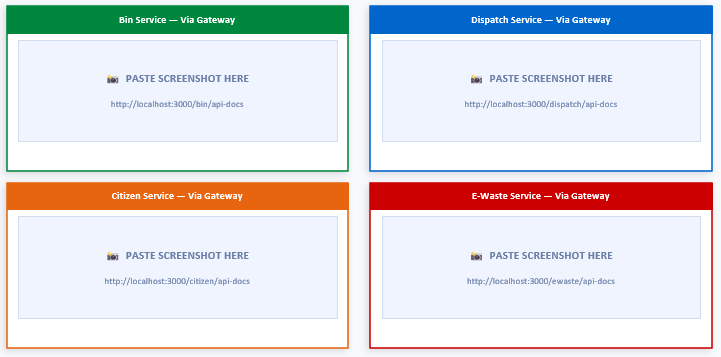 Bin Service — Via Gateway
📷 PASTE SCREENSHOT HERE
http://localhost:3000/bin/api-docs
Dispatch Service — Via Gateway
📷 PASTE SCREENSHOT HERE
http://localhost:3000/dispatch/api-docs
Citizen Service — Via Gateway
📷 PASTE SCREENSHOT HERE
http://localhost:3000/citizen/api-docs
E-Waste Service — Via Gateway
📷 PASTE SCREENSHOT HERE
http://localhost:3000/ewaste/api-docs